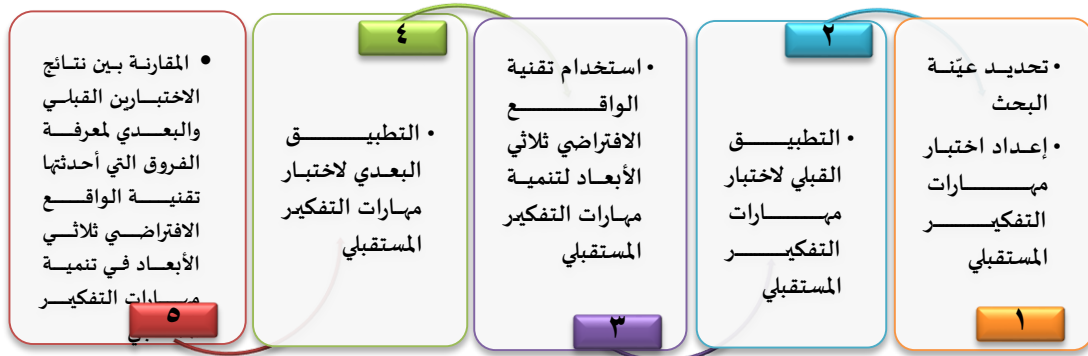 ١
• تحديد عيّنة
البحث
• إعداد اختبار
مهارات
التفكير
المستقبلي
٢
• التطبيق
القبلي لاختبار
مهارات
التفكير
المستقبلي
٣
• استخدام تقنية
الواقع
الافتراضي ثلاثي
الأبعاد لتنمية
مهارات التفكير
المستقبلي
٤
• التطبيق
البعدي لاختبار
مهارات التفكير
المستقبلي
٥
• المقارنة بين نتائج
الاختبارين القبلي
والبعدي لمعرفة
الفروق التي أحدثتها
تقنية الواقع
الافتراضي ثلاثي
الأبعاد في تنمية
مهارات التفكير